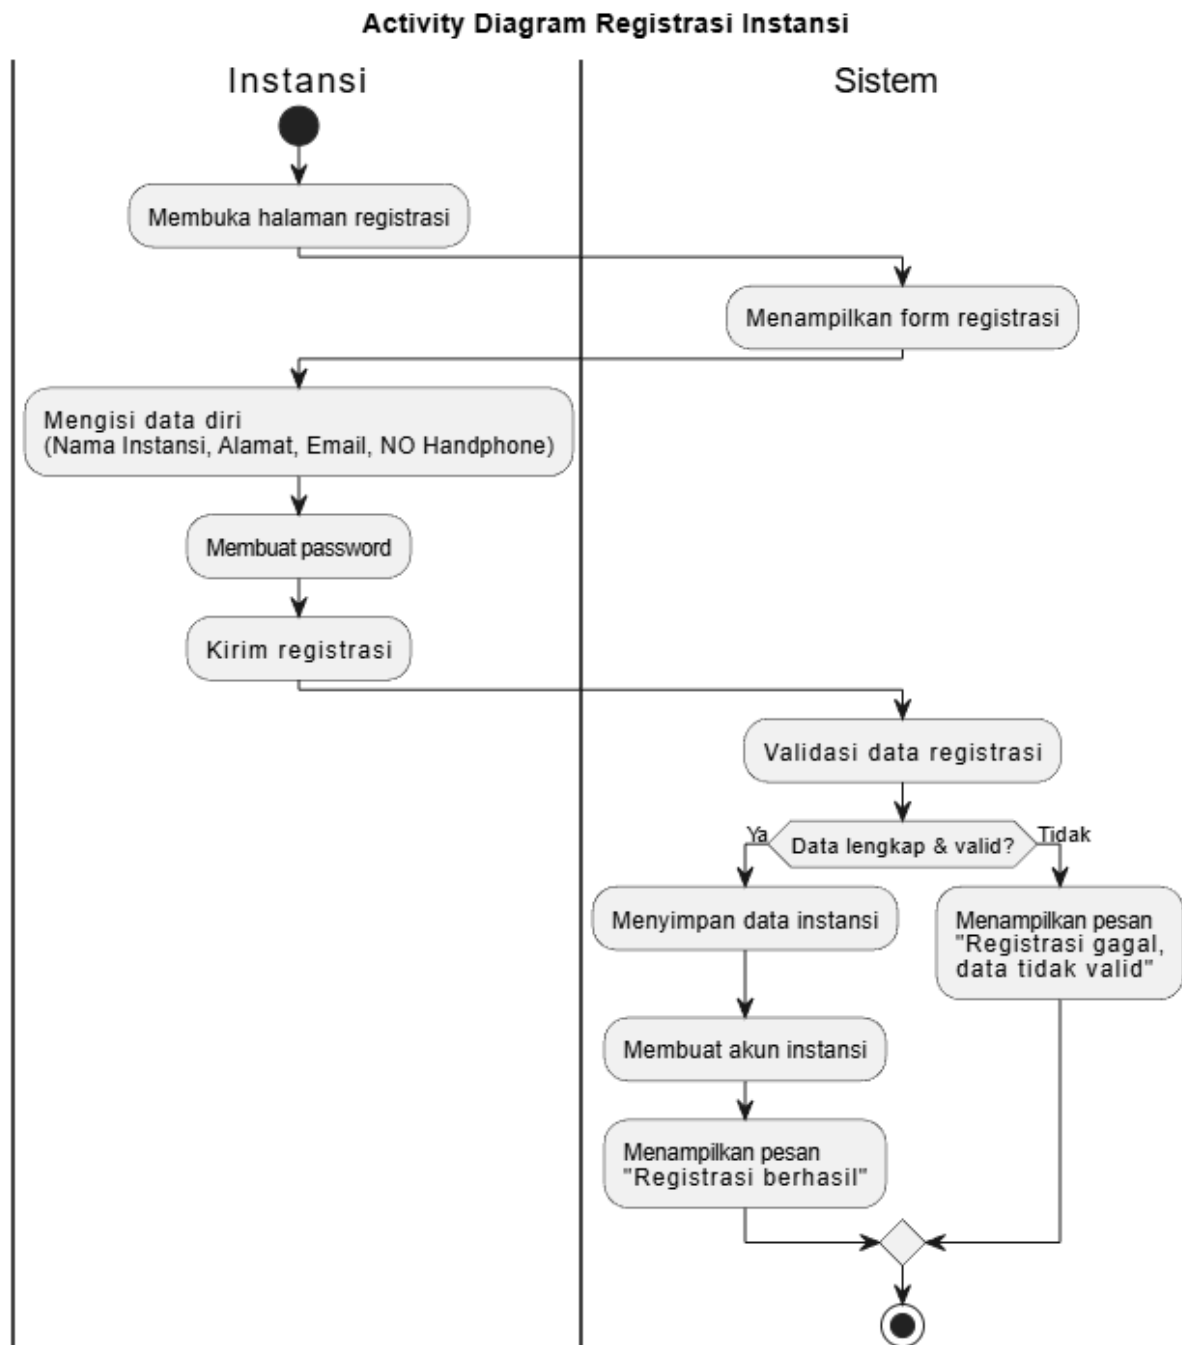 Activity Diagram Registrasi Instansi
Instansi
Sistem
Membuka halaman registrasi
Menampilkan form registrasi
Mengisi data diri
(Nama Instansi, Alamat, Email, NO Handphone)
Membuat password
Kirim registrasi
Validasi data registrasi
Ya
Data lengkap & valid?
Tidak
Menyimpan data instansi
Menampilkan pesan
"Registrasi gagal,
data tidak valid"
Membuat akun instansi
Menampilkan pesan
"Registrasi berhasil"